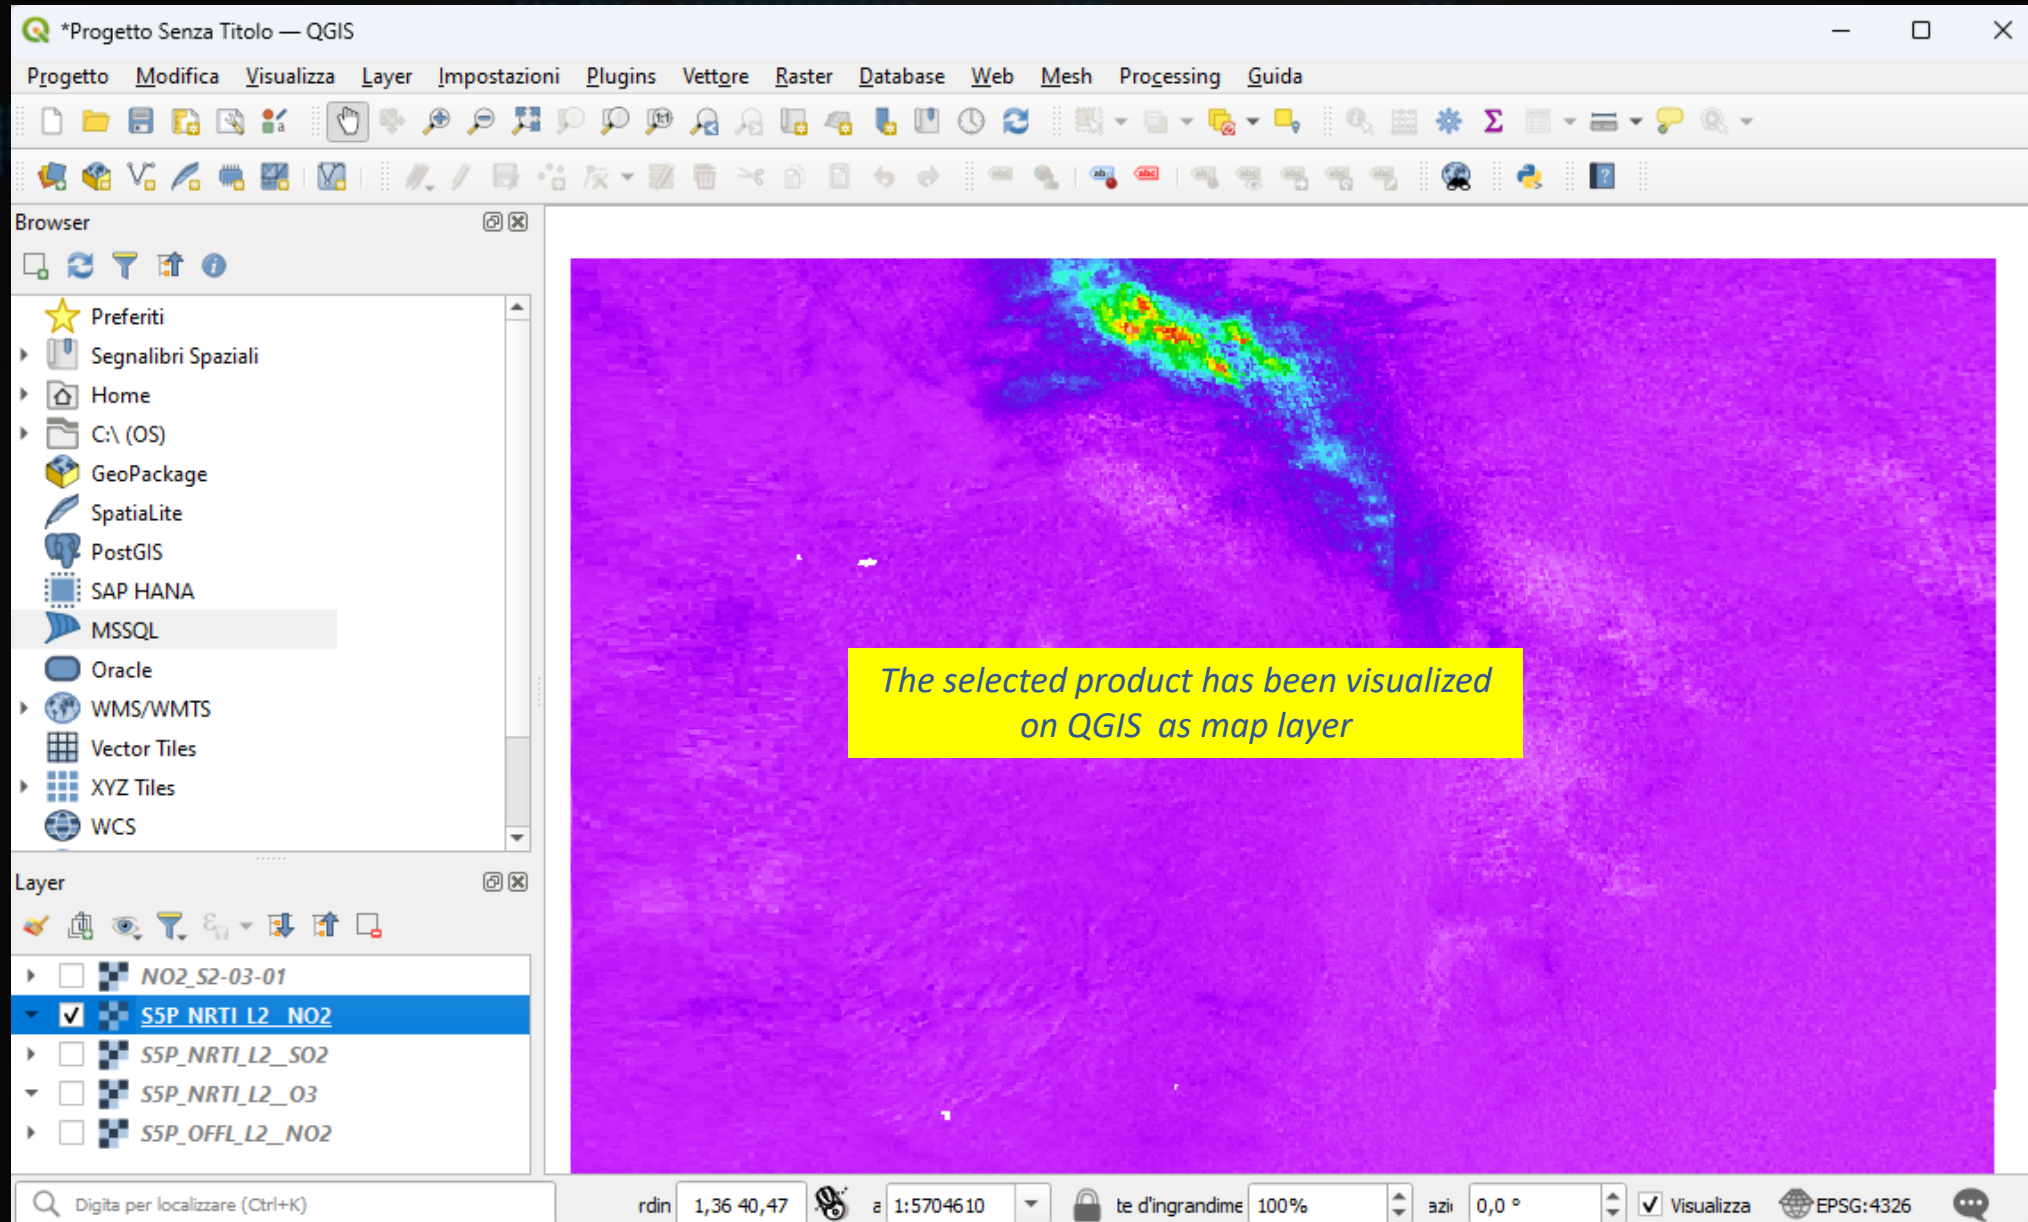 *Progetto Senza Titolo — QGIS
Progetto Modifica Visualizza Layer Impostazioni Plugins Vettore Raster Database Web Mesh Processing Guida
Browser
Preferiti
Segnalibri Spaziali
Home
C:\ (OS)
GeoPackage
SpatiaLite
PostGIS
SAP HANA
MSSQL
Oracle
WMS/WMTS
Vector Tiles
XYZ Tiles
WCS
The selected product has been visualized
on QGIS as map layer
Layer
NO2_S2-03-01
S5P_NRTI_L2__NO2
S5P_NRTI_L2__SO2
S5P_NRTI_L2__O3
S5P_OFFL_L2__NO2
Digita per localizzare (Ctrl+K) rdin 1,36 40,47 a 1:5704610 te d'ingrandime 100% azi 0,0 ° Visualizza EPSG:4326